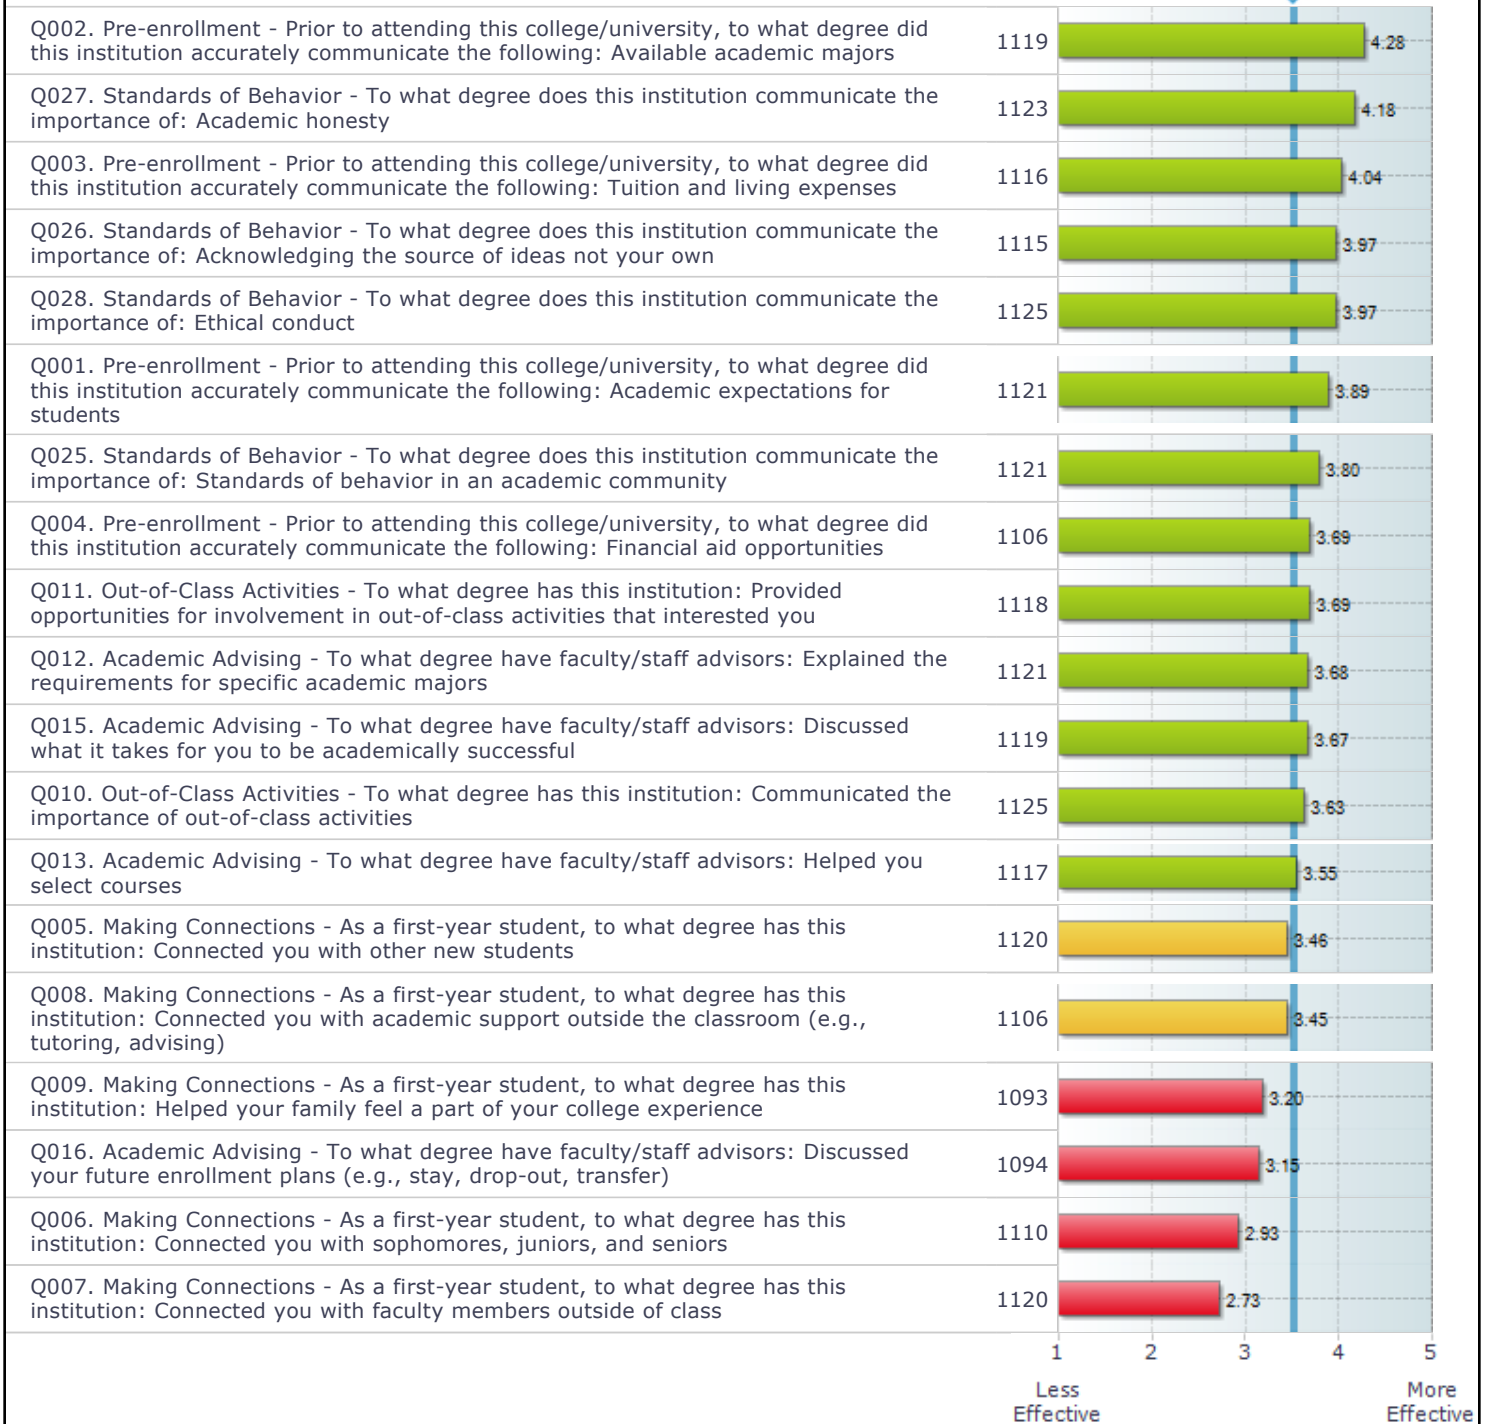 Q002. Pre-enrollment - Prior to attending this college/university, to what degree did
this institution accurately communicate the following: Available academic majors
1119
4.28
Q027. Standards of Behavior - To what degree does this institution communicate the
importance of: Academic honesty
1123
4.18
Q003. Pre-enrollment - Prior to attending this college/university, to what degree did
this institution accurately communicate the following: Tuition and living expenses
1116
4.04
Q026. Standards of Behavior - To what degree does this institution communicate the
importance of: Acknowledging the source of ideas not your own
1115
3.97
Q028. Standards of Behavior - To what degree does this institution communicate the
importance of: Ethical conduct
1125
3.97
Q001. Pre-enrollment - Prior to attending this college/university, to what degree did
this institution accurately communicate the following: Academic expectations for
students
1121
3.89
Q025. Standards of Behavior - To what degree does this institution communicate the
importance of: Standards of behavior in an academic community
1121
3.80
Q004. Pre-enrollment - Prior to attending this college/university, to what degree did
this institution accurately communicate the following: Financial aid opportunities
1106
3.69
Q011. Out-of-Class Activities - To what degree has this institution: Provided
opportunities for involvement in out-of-class activities that interested you
1118
3.69
Q012. Academic Advising - To what degree have faculty/staff advisors: Explained the
requirements for specific academic majors
1121
3.68
Q015. Academic Advising - To what degree have faculty/staff advisors: Discussed
what it takes for you to be academically successful
1119
3.67
Q010. Out-of-Class Activities - To what degree has this institution: Communicated the
importance of out-of-class activities
1125
3.63
Q013. Academic Advising - To what degree have faculty/staff advisors: Helped you
select courses
1117
3.55
Q005. Making Connections - As a first-year student, to what degree has this
institution: Connected you with other new students
1120
3.46
Q008. Making Connections - As a first-year student, to what degree has this
institution: Connected you with academic support outside the classroom (e.g.,
tutoring, advising)
1106
3.45
Q009. Making Connections - As a first-year student, to what degree has this
institution: Helped your family feel a part of your college experience
1093
3.20
Q016. Academic Advising - To what degree have faculty/staff advisors: Discussed
your future enrollment plans (e.g., stay, drop-out, transfer)
1094
3.15
Q006. Making Connections - As a first-year student, to what degree has this
institution: Connected you with sophomores, juniors, and seniors
1110
2.93
Q007. Making Connections - As a first-year student, to what degree has this
institution: Connected you with faculty members outside of class
1120
2.73
1 2 3 4 5
Less More
Effective Effective